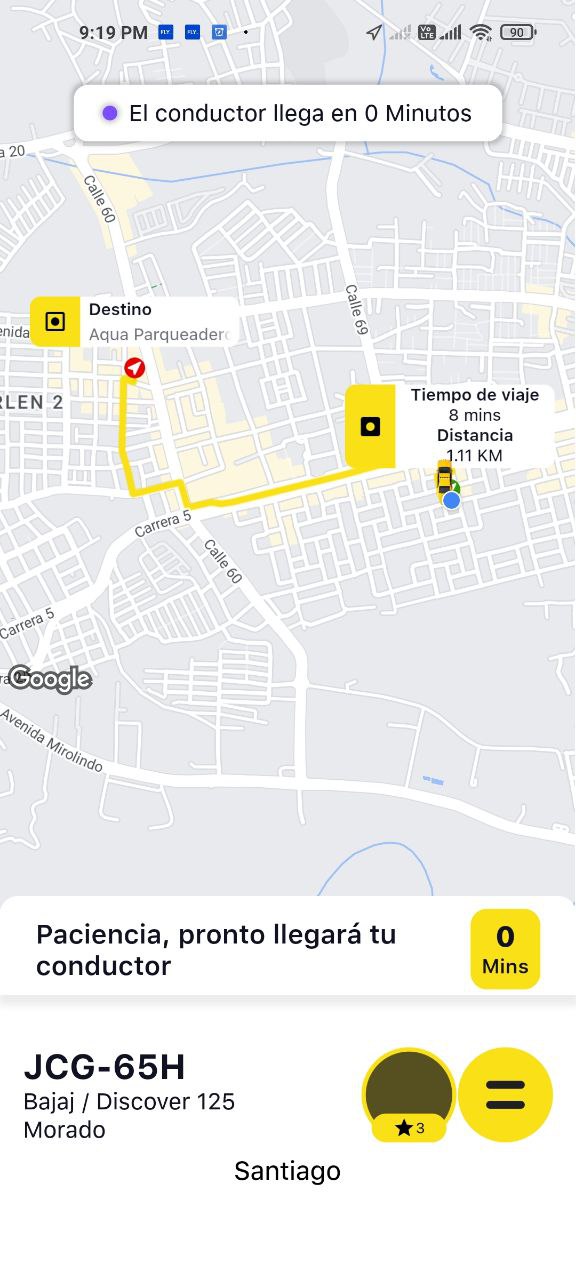 9:19 PM FLY FLY Vo LTE 90
El conductor llega en 0 Minutos
a 20
Calle 60
Calle 69
Destino
Aqua Parqueadero
enida
RLEN 2
Tiempo de viaje
8 mins
Distancia
1.11 KM
Carrera 5
Calle 60
Carrera 5
Google
Avenida Mirolindo
Paciencia, pronto llegará tu
conductor
0
Mins
JCG-65H
Bajaj / Discover 125
Morado
3
Santiago